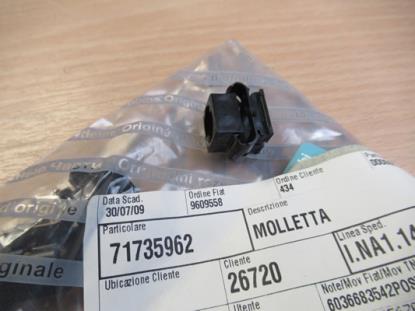 Data Scad.
30/07/09
Ordine Fiat
9609558
Ordine Cliente
434
Particolare
71735962
Descrizione
MOLLETTA
Ubicazione Cliente
Cliente
26720
Linea Sped.
I.NA1.14
Note/Mov Fiat/Mov TN
6036683542POS
ginale